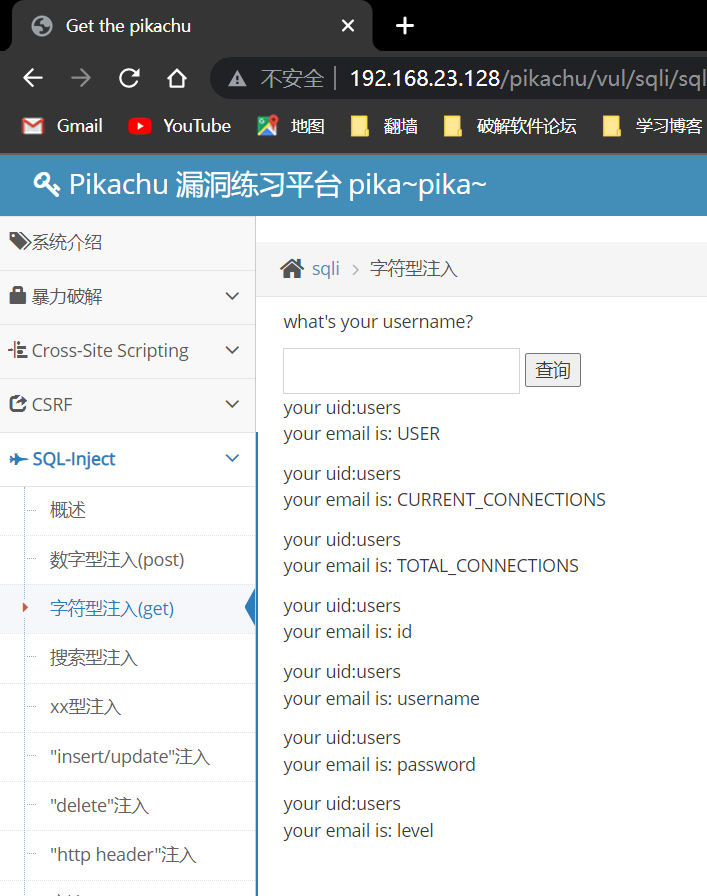 Get the pikachu
不安全 192.168.23.128/pikachu/vul/sqli/sql
Gmail YouTube 地图 翻墙 破解软件论坛 学习博客
Pikachu 漏洞练习平台 pika~pika~
系统介绍
暴力破解
Cross-Site Scripting
CSRF
SQL-Inject
概述
数字型注入(post)
字符型注入(get)
搜索型注入
xx型注入
"insert/update"注入
"delete"注入
"http header"注入
sqli 字符型注入
what's your username?
查询
your uid:users
your email is: USER
your uid:users
your email is: CURRENT_CONNECTIONS
your uid:users
your email is: TOTAL_CONNECTIONS
your uid:users
your email is: id
your uid:users
your email is: username
your uid:users
your email is: password
your uid:users
your email is: level